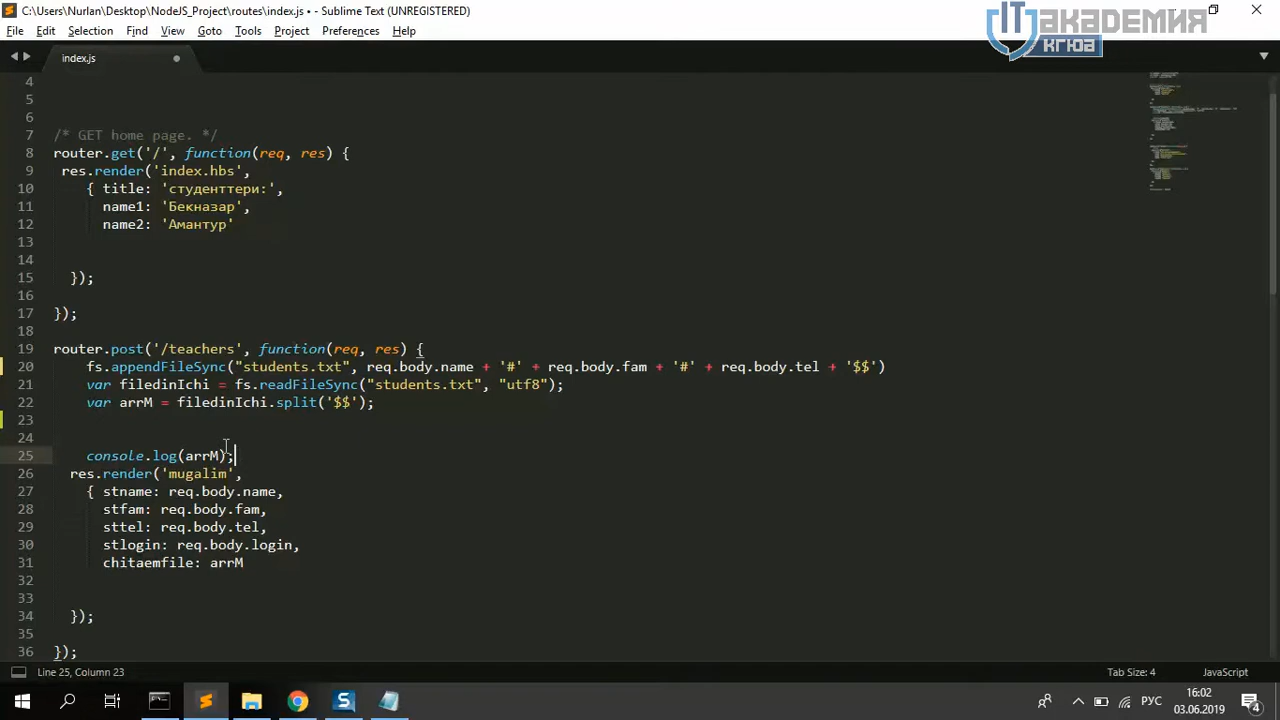 C:\Users\Nurlan\Desktop\NodeJS_Project\routes\index.js • - Sublime Text (UNREGISTERED)
ITакадемия
КГЮА
File Edit Selection Find View Goto Tools Project Preferences Help
index.js
4
5
6
7 /* GET home page. */
8 router.get('/', function(req, res) {
9 res.render('index.hbs',
10 { title: 'студенттери:',
11 name1: 'Бекназар',
12 name2: 'Амантур'
13
14
15 });
16
17 });
18
19 router.post('/teachers', function(req, res) {
20 fs.appendFileSync("students.txt", req.body.name + '#' + req.body.fam + '#' + req.body.tel + '$$')
21 var filedinIchi = fs.readFileSync("students.txt", "utf8");
22 var arrM = filedinIchi.split('$$');
23
24
25 console.log(arrM);
26 res.render('mugalim',
27 { stname: req.body.name,
28 stfam: req.body.fam,
29 sttel: req.body.tel,
30 stlogin: req.body.login,
31 chitaemfile: arrM
32
33
34 });
35
36 });
Line 25, Column 23
Tab Size: 4
JavaScript
РУС
16:02
03.06.2019
4